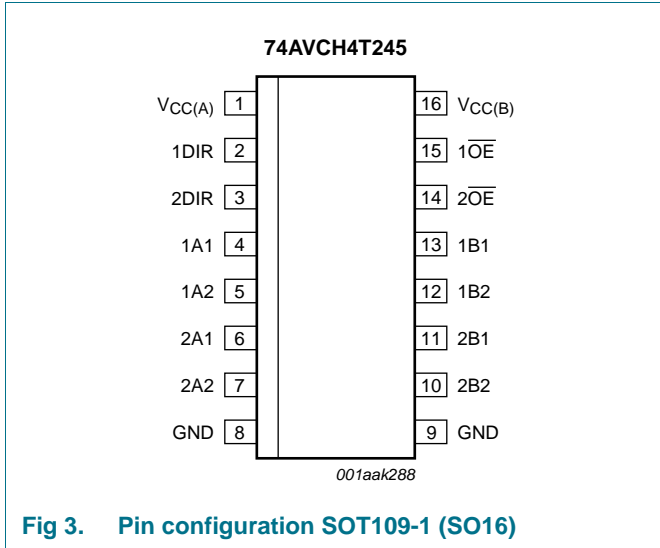 74AVCH4T245
VCC(A) 1 16 VCC(B)
1DIR 2 15 1O̅E̅
2DIR 3 14 2O̅E̅
1A1 4 13 1B1
1A2 5 12 1B2
2A1 6 11 2B1
2A2 7 10 2B2
GND 8 9 GND
001aak288
Fig 3. Pin configuration SOT109-1 (SO16)